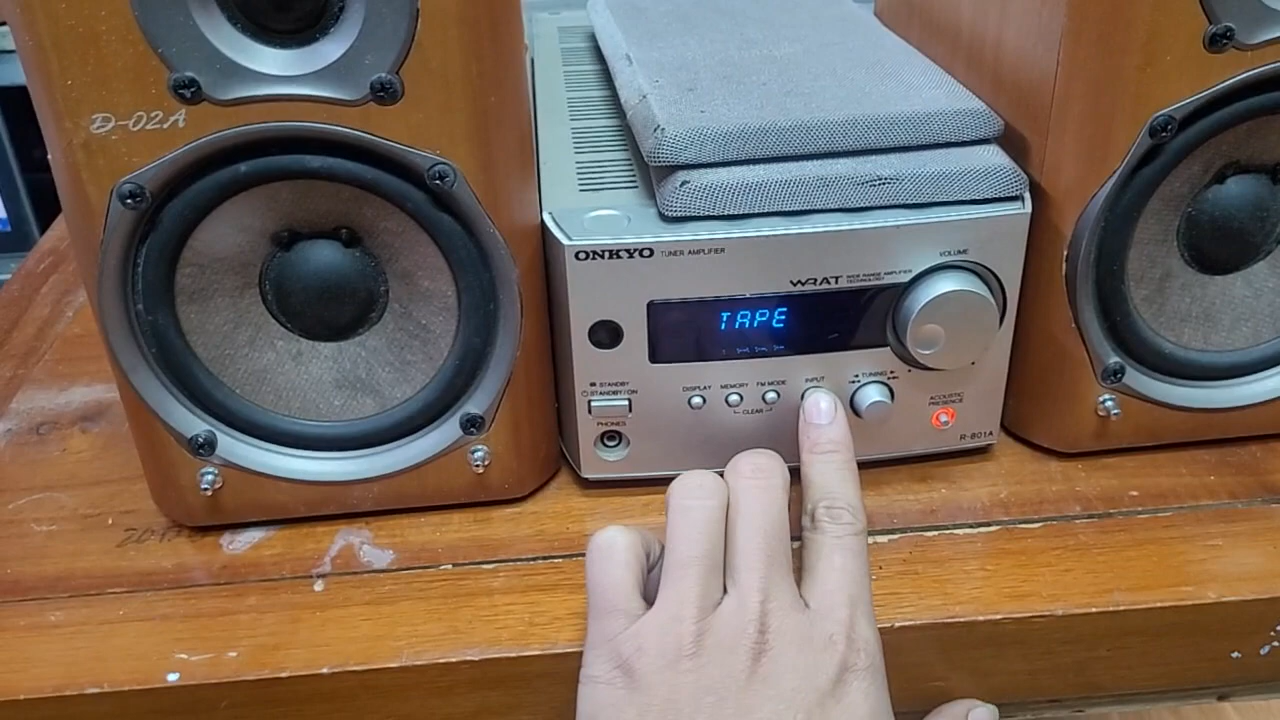 D-02A
ONKYO TUNER AMPLIFIER
WRAT WIDE RANGE AMPLIFIER TECHNOLOGY
VOLUME
TAPE
STANDBY
STANDBY/ON
PHONES
DISPLAY
MEMORY
FM MODE
CLEAR
INPUT
TUNING
ACOUSTIC
PRESENCE
R-801A